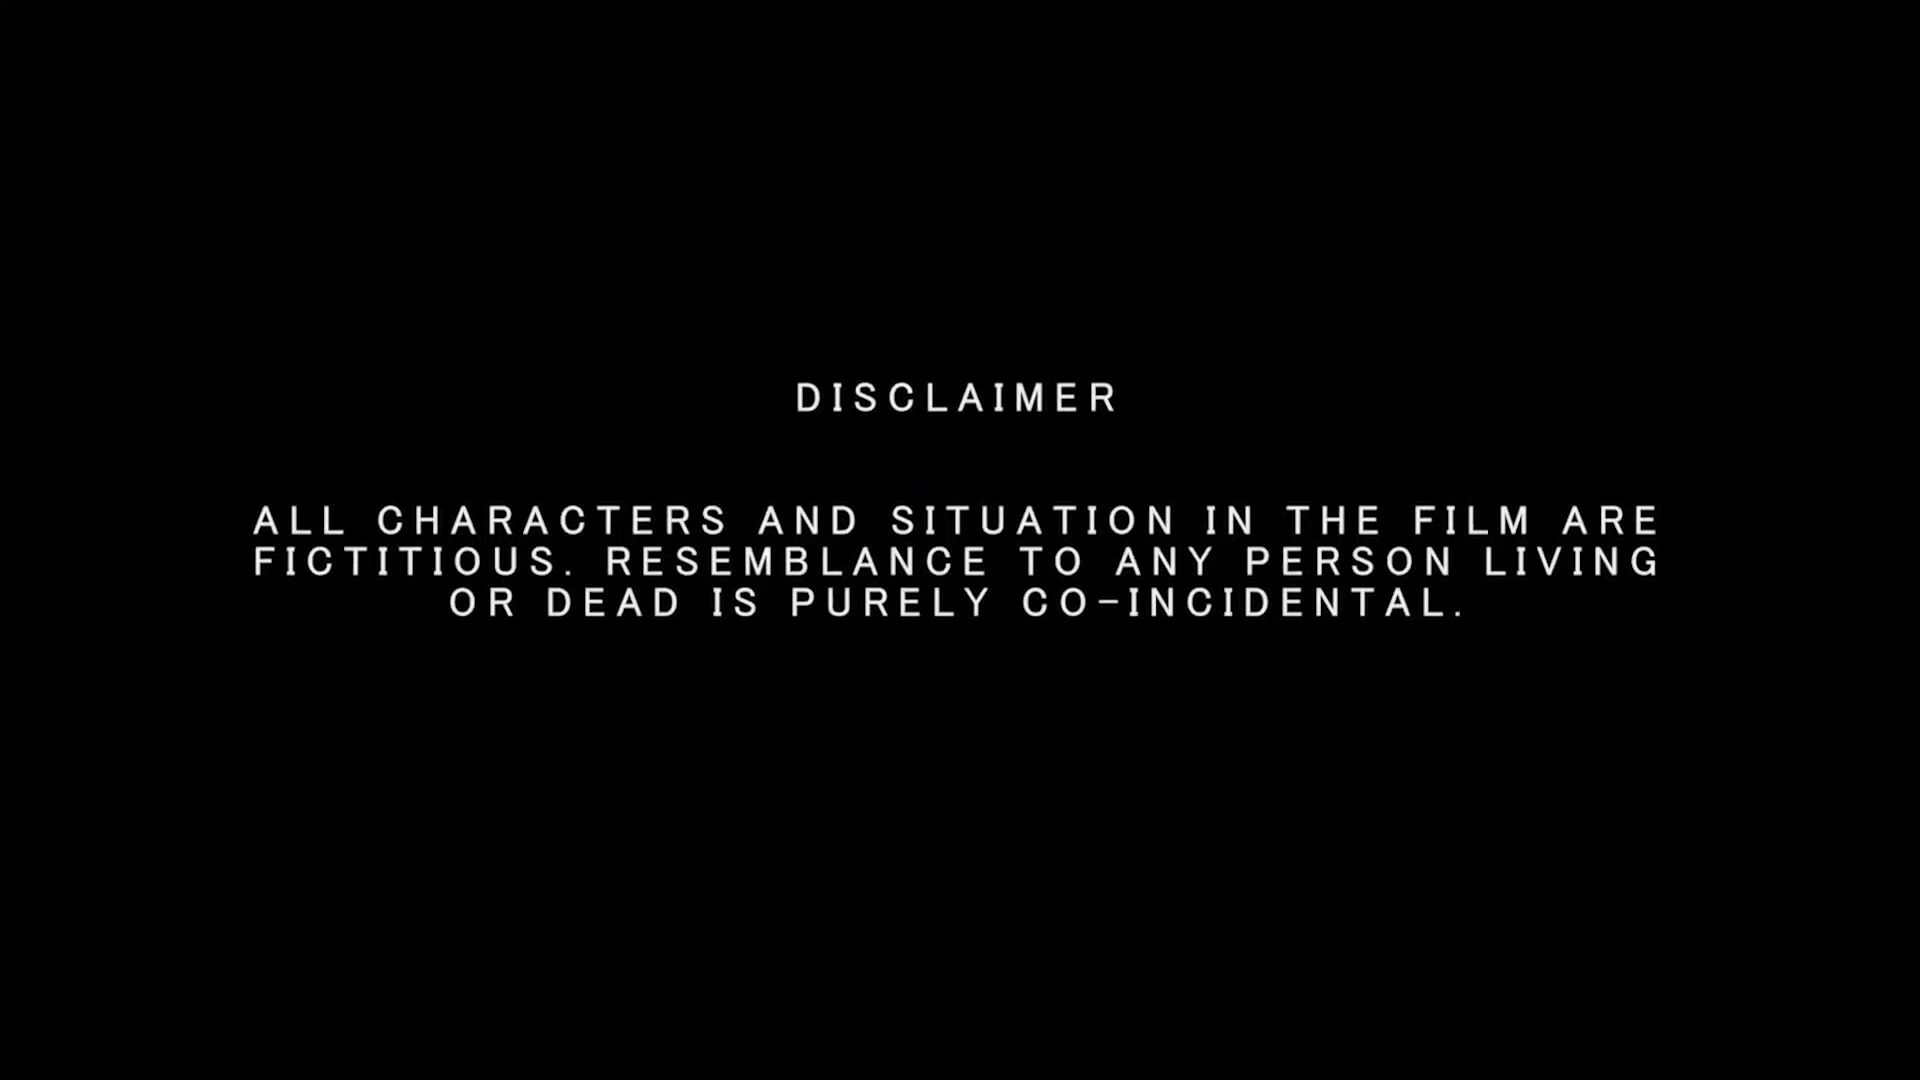 DISCLAIMER
ALL CHARACTERS AND SITUATION IN THE FILM ARE
FICTITIOUS. RESEMBLANCE TO ANY PERSON LIVING
OR DEAD IS PURELY CO-INCIDENTAL.